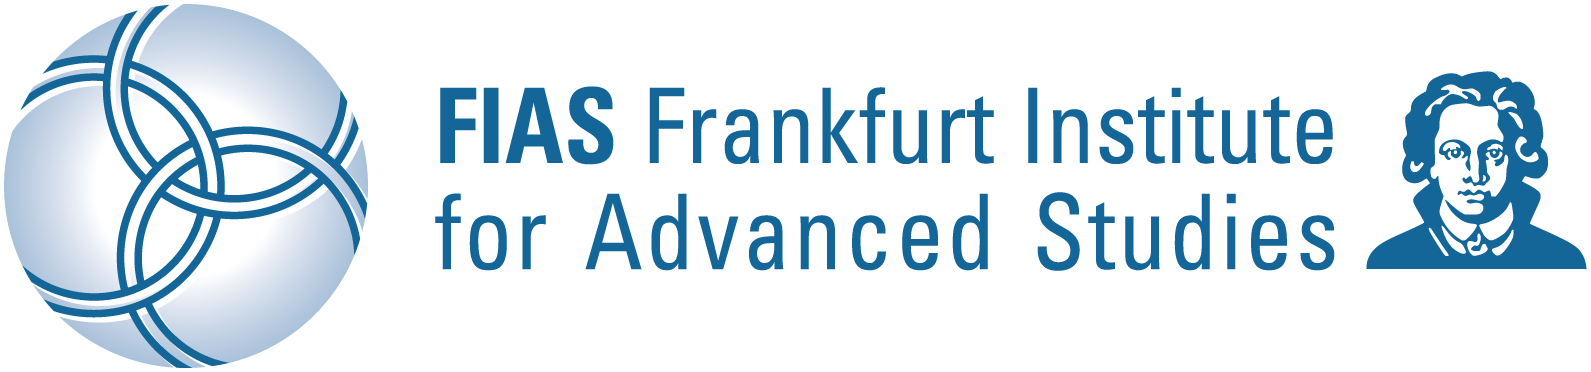 FIAS Frankfurt Institute
for Advanced Studies